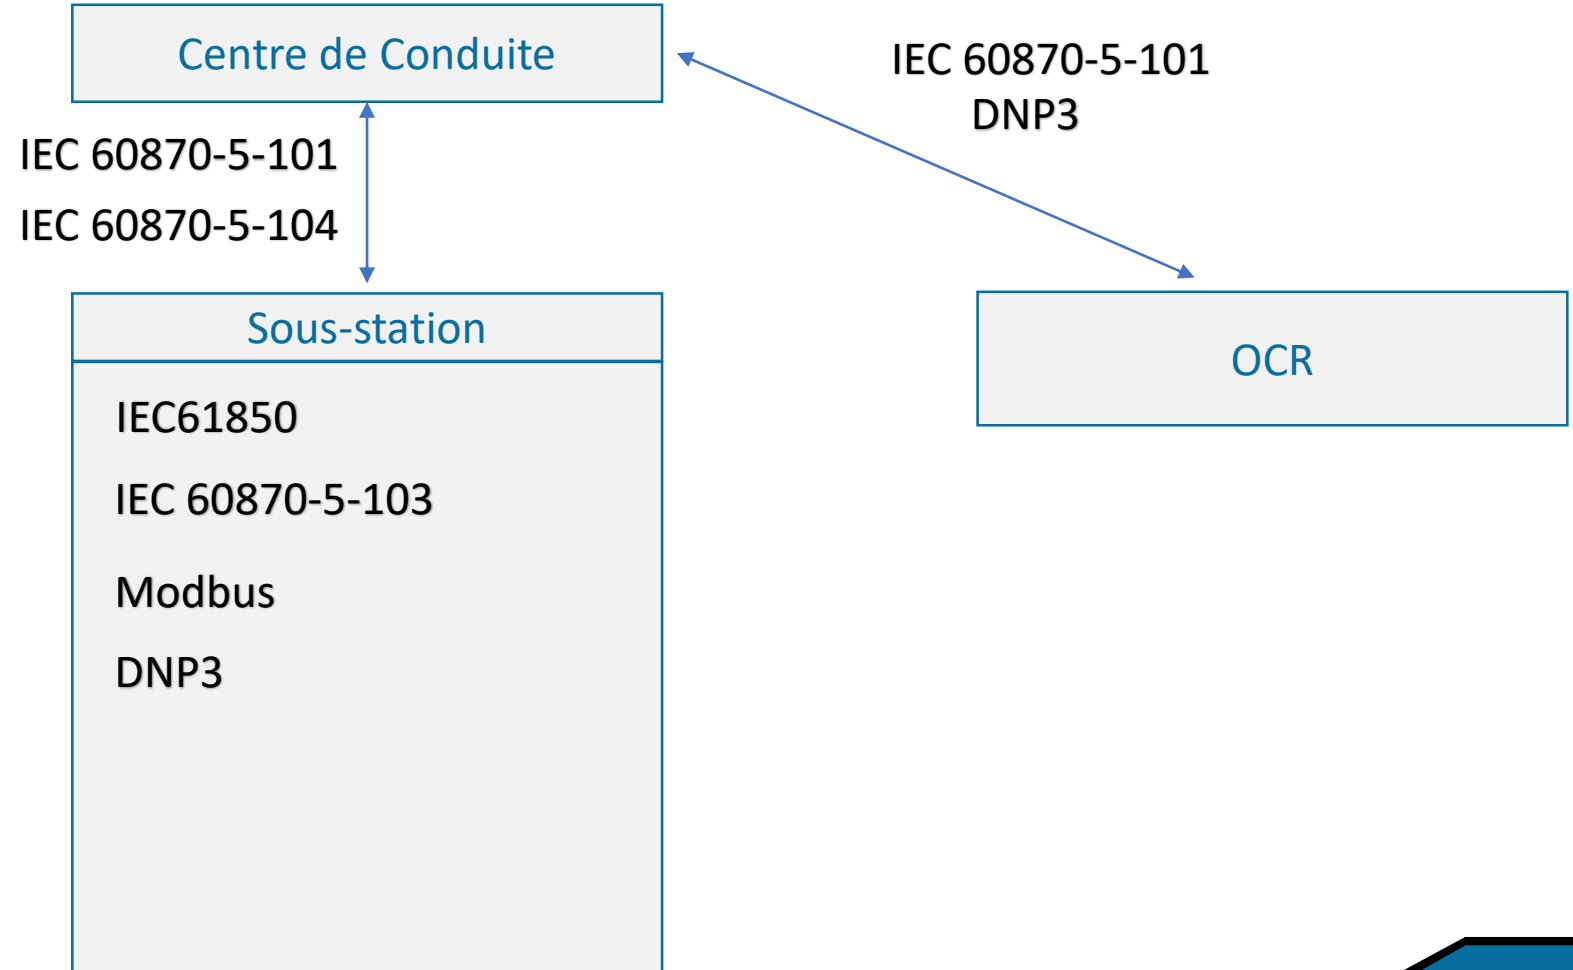 Centre de Conduite
IEC 60870-5-101
DNP3
IEC 60870-5-101
IEC 60870-5-104
Sous-station
OCR
IEC61850
IEC 60870-5-103
Modbus
DNP3